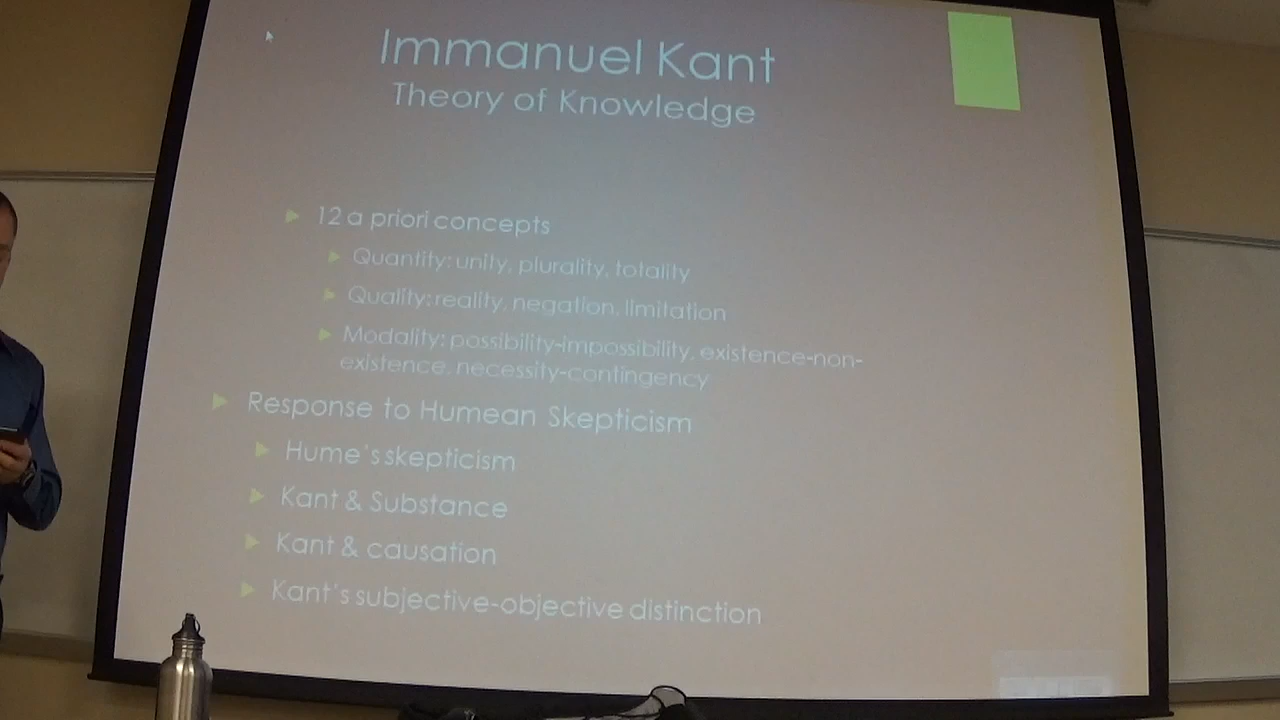 Immanuel Kant
Theory of Knowledge
12 a priori concepts
Quantity: unity, plurality, totality
Quality: reality, negation, limitation
Modality: possibility-impossibility, existence-non-
existence, necessity-contingency
Response to Humean Skepticism
Hume's skepticism
Kant & Substance
Kant & causation
Kant's subjective-objective distinction